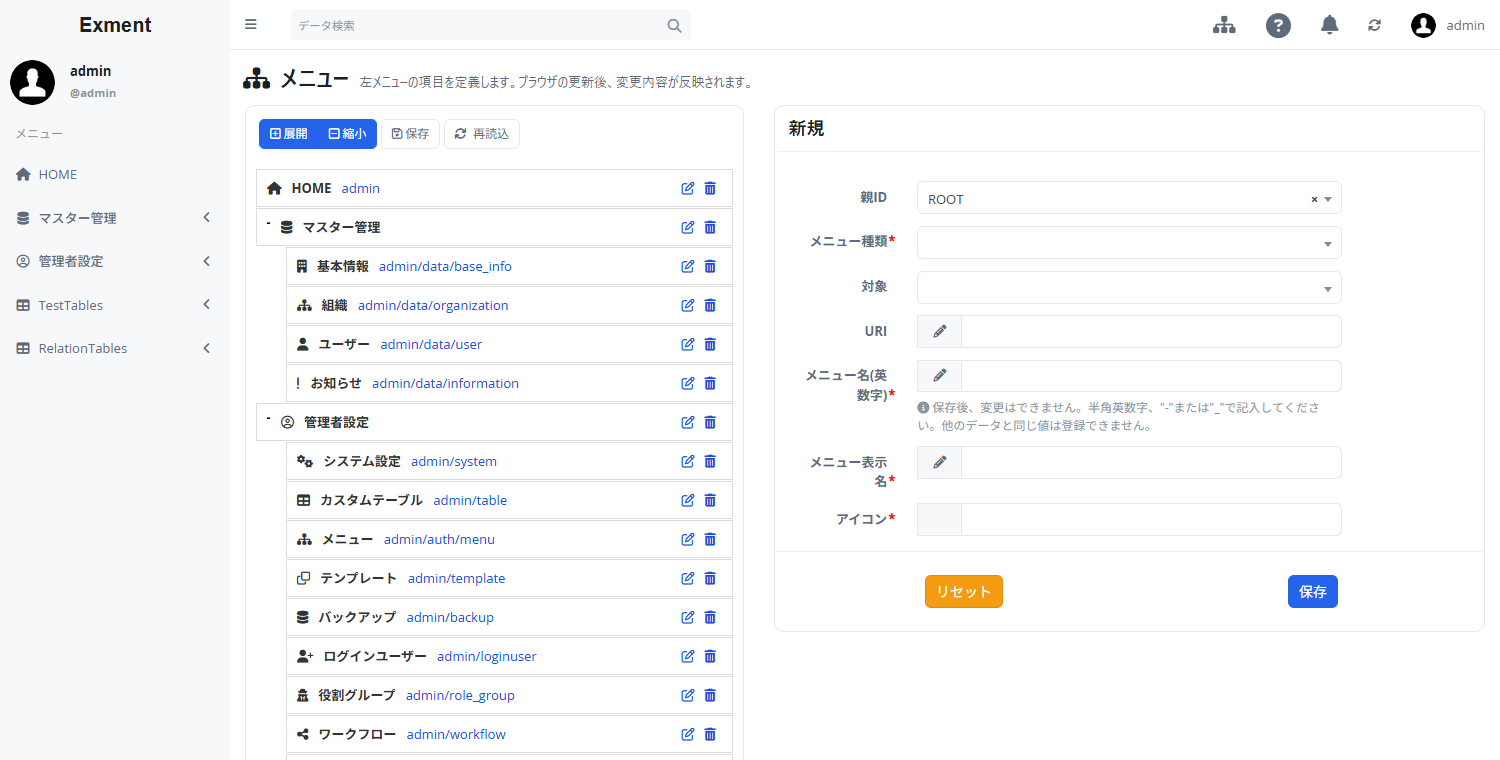 Exment
データ検索
admin
admin
@admin
メニュー
HOME
マスター管理
管理者設定
TestTables
RelationTables
メニュー 左メニューの項目を定義します。ブラウザの更新後、変更内容が反映されます。
展開 縮小 保存 再読込
HOME admin
マスター管理
基本情報 admin/data/base_info
組織 admin/data/organization
ユーザー admin/data/user
お知らせ admin/data/information
管理者設定
システム設定 admin/system
カスタムテーブル admin/table
メニュー admin/auth/menu
テンプレート admin/template
バックアップ admin/backup
ログインユーザー admin/loginuser
役割グループ admin/role_group
ワークフロー admin/workflow
新規
親ID ROOT ×
メニュー種類*
対象
URI
メニュー名(英
数字)*
保存後、変更はできません。半角英数字、"-"または"_"で記入してくださ
い。他のデータと同じ値は登録できません。
メニュー表示
名*
アイコン*
リセット 保存